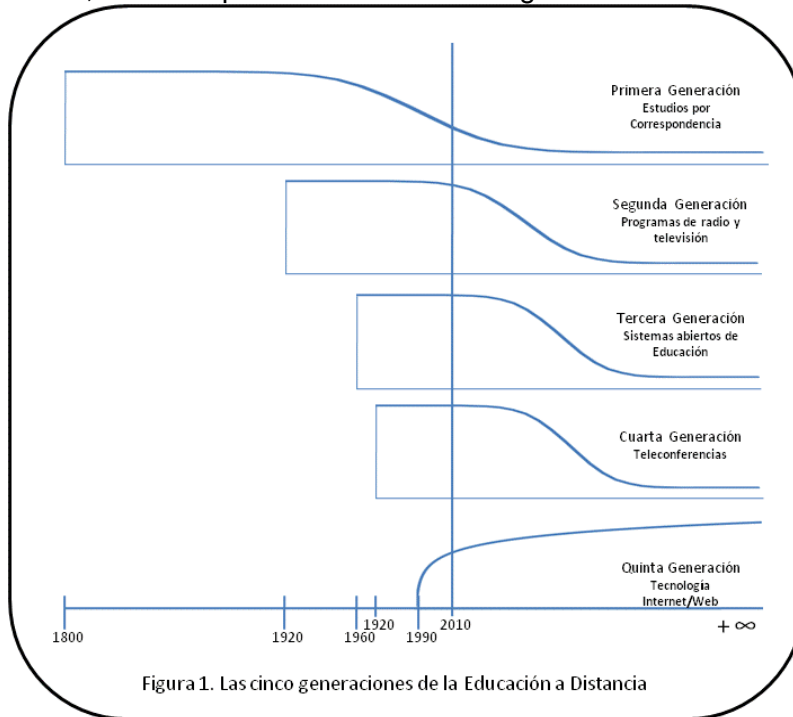 Primera Generación
Estudios por
Correspondencia
Segunda Generación
Programas de radio y
televisión
Tercera Generación
Sistemas abiertos de
Educación
Cuarta Generación
Teleconferencias
Quinta Generación
Tecnología
Internet/Web
1800
1920
1960
1920
1990
2010
+ ∞
Figura 1. Las cinco generaciones de la Educación a Distancia